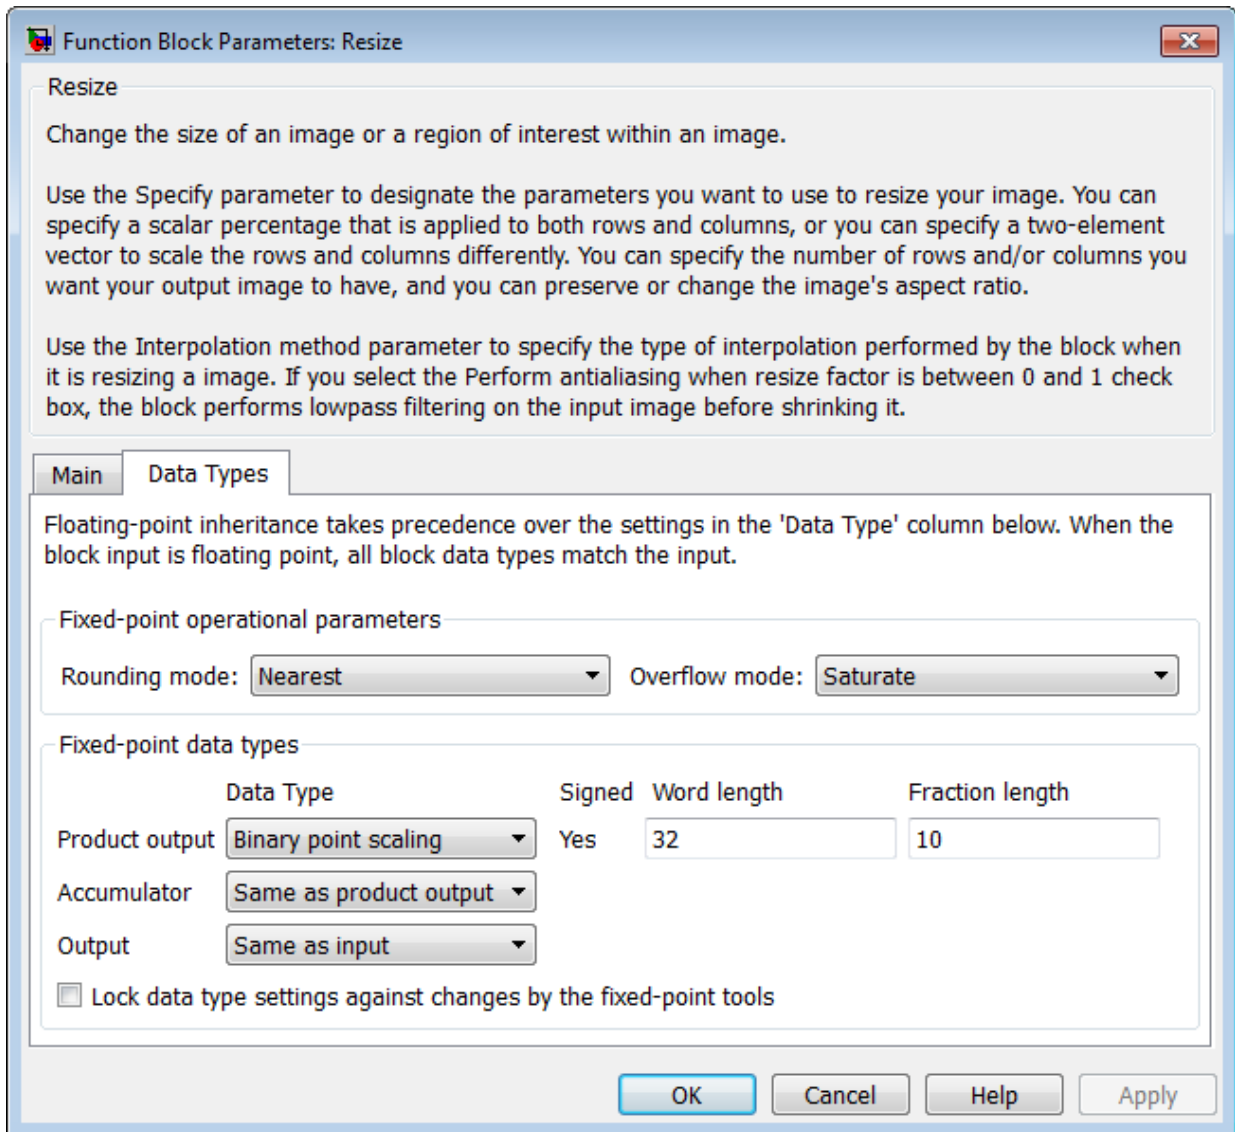 Function Block Parameters: Resize
Resize
Change the size of an image or a region of interest within an image.
Use the Specify parameter to designate the parameters you want to use to resize your image. You can
specify a scalar percentage that is applied to both rows and columns, or you can specify a two-element
vector to scale the rows and columns differently. You can specify the number of rows and/or columns you
want your output image to have, and you can preserve or change the image's aspect ratio.
Use the Interpolation method parameter to specify the type of interpolation performed by the block when
it is resizing a image. If you select the Perform antialiasing when resize factor is between 0 and 1 check
box, the block performs lowpass filtering on the input image before shrinking it.
Main Data Types
Floating-point inheritance takes precedence over the settings in the 'Data Type' column below. When the
block input is floating point, all block data types match the input.
Fixed-point operational parameters
Rounding mode: Nearest Overflow mode: Saturate
Fixed-point data types
Data Type Signed Word length Fraction length
Product output Binary point scaling Yes 32 10
Accumulator Same as product output
Output Same as input
Lock data type settings against changes by the fixed-point tools
OK Cancel Help Apply